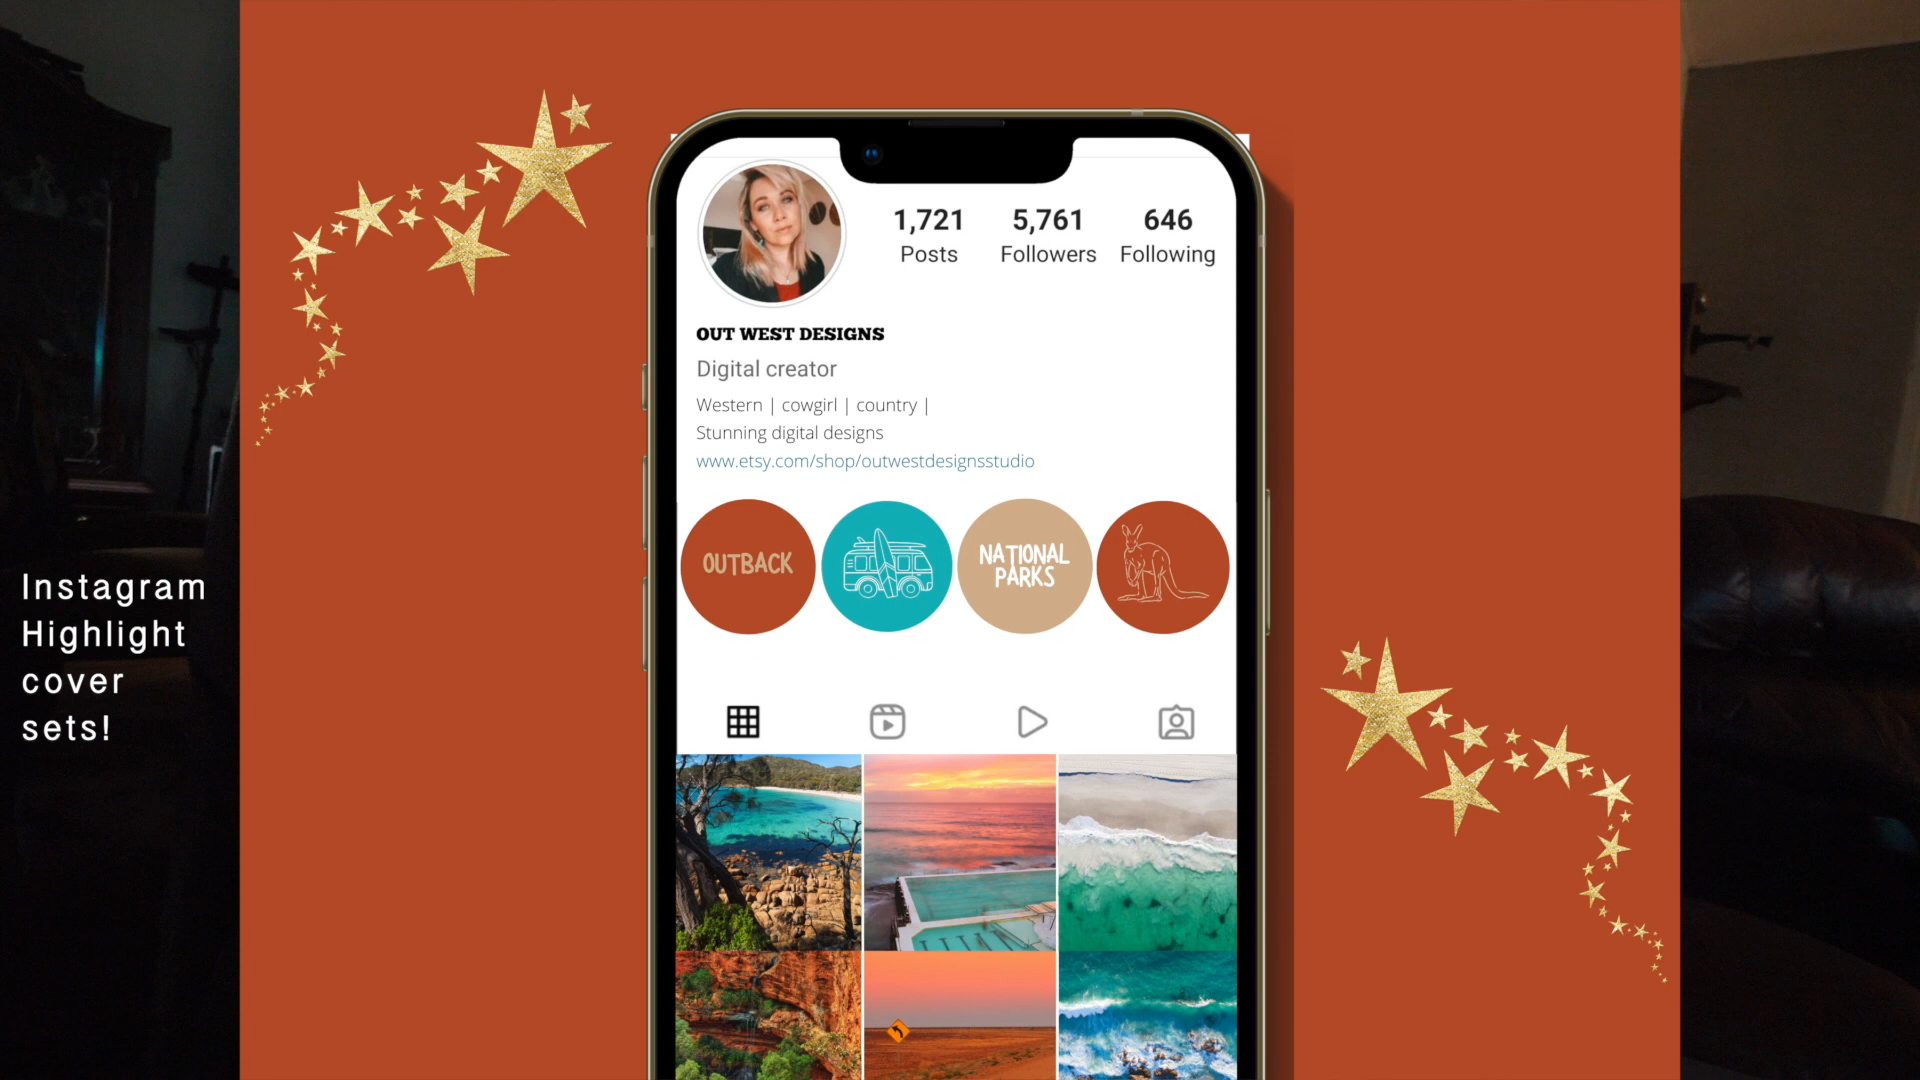 1,721 5,761 646
Posts Followers Following
OUT WEST DESIGNS
Digital creator
Western | cowgirl | country |
Stunning digital designs
www.etsy.com/shop/outwestdesignsstudio
OUTBACK
NATIONAL
PARKS
Instagram
Highlight
cover
sets!